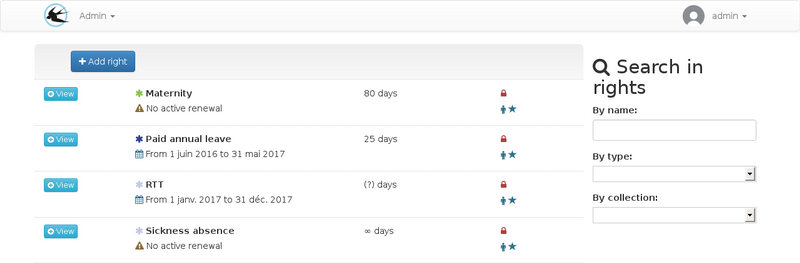 Admin
admin
Add right
View
Maternity
80 days
No active renewal
View
Paid annual leave
25 days
From 1 juin 2016 to 31 mai 2017
View
RTT
(?) days
From 1 janv. 2017 to 31 déc. 2017
View
Sickness absence
∞ days
No active renewal
Search in
rights
By name:
By type:
By collection: